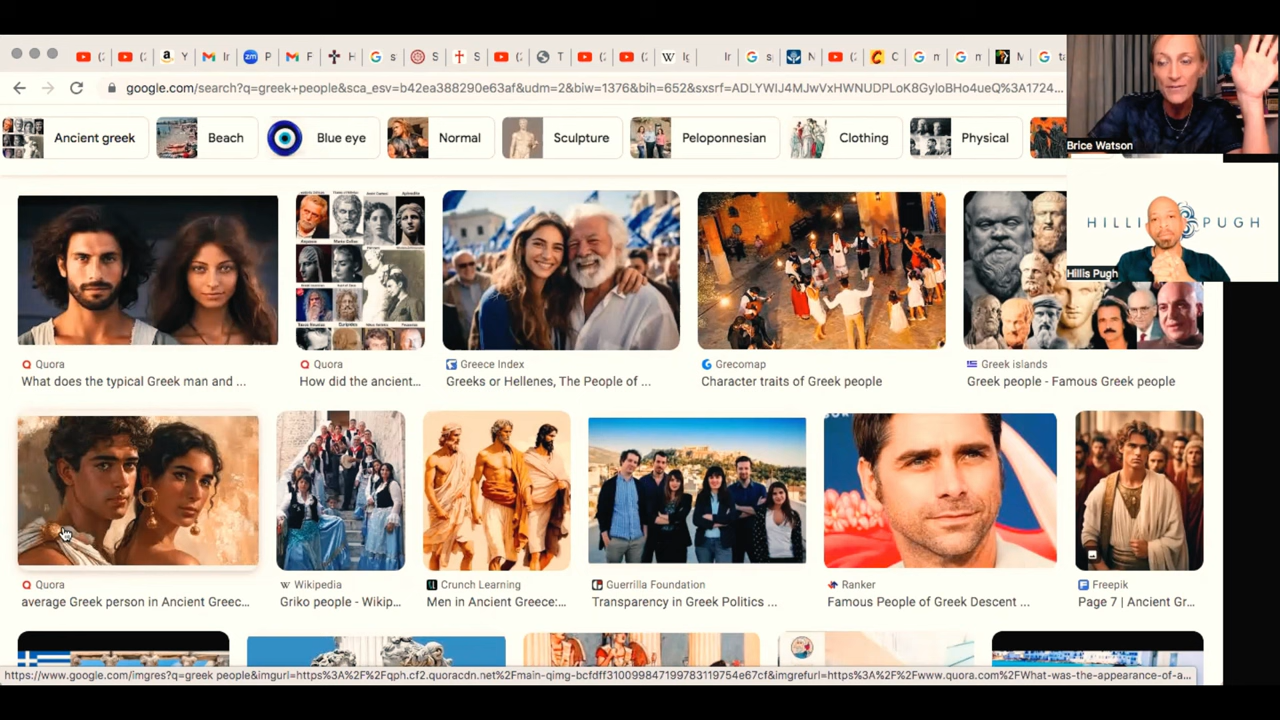 google.com/search?q=greek+people&sca_esv=b42ea388290e63af&udm=2&biw=1376&bih=652&sxsrf=ADLYWIJ4MJwVxHWNUDPLoK8GyloBHo4ueQ%3A1724...
Ancient greek
Beach
Blue eye
Normal
Sculpture
Peloponnesian
Clothing
Physical
Brice Watson
HILLIS PUGH
Hillis Pugh
Quora
What does the typical Greek man and ...
Quora
How did the ancient...
Greece Index
Greeks or Hellenes, The People of ...
Grecomap
Character traits of Greek people
Greek islands
Greek people - Famous Greek people
Quora
average Greek person in Ancient Greec...
Wikipedia
Griko people - Wikip...
Crunch Learning
Men in Ancient Greece:...
Guerrilla Foundation
Transparency in Greek Politics ...
Ranker
Famous People of Greek Descent ...
Freepik
Page 7 | Ancient Gr...
https://www.google.com/imgres?q=greek people&imgurl=https%3A%2F%2Fqph.cf2.quoracdn.net%2Fmain-qimg-bcfdff310099847199783119754e67cf&imgrefurl=https%3A%2F%2Fwww.quora.com%2FWhat-was-the-appearance-of-a...